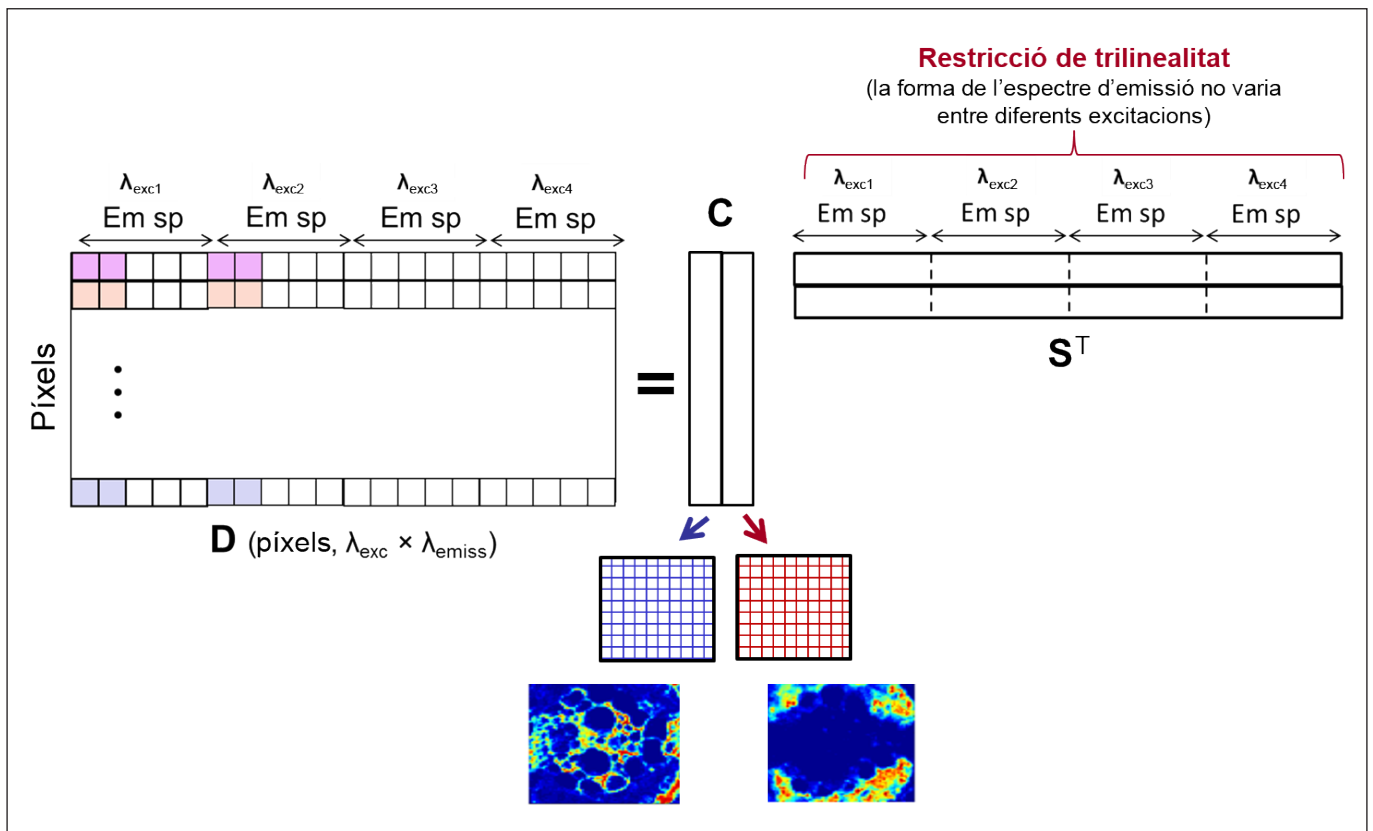 Restricció de trilinealitat
(la forma de l’espectre d’emissió no varia
entre diferents excitacions)
λexc1 λexc2 λexc3 λexc4
Em sp Em sp Em sp Em sp
C
λexc1 λexc2 λexc3 λexc4
Em sp Em sp Em sp Em sp
Píxels
=
Sᵀ
D (píxels, λexc × λemiss)